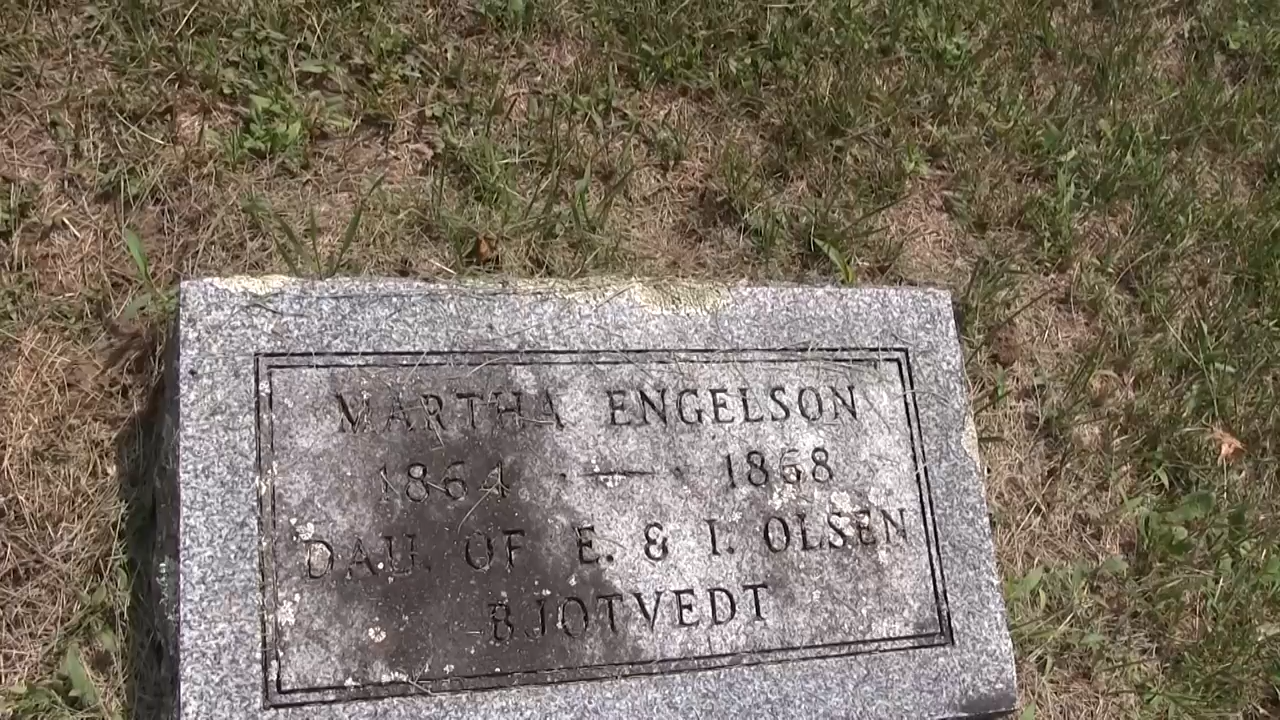 MARTHA ENGELSON
1864 · — · 1868
DAU. OF E. & I. OLSEN
BJOTVEDT